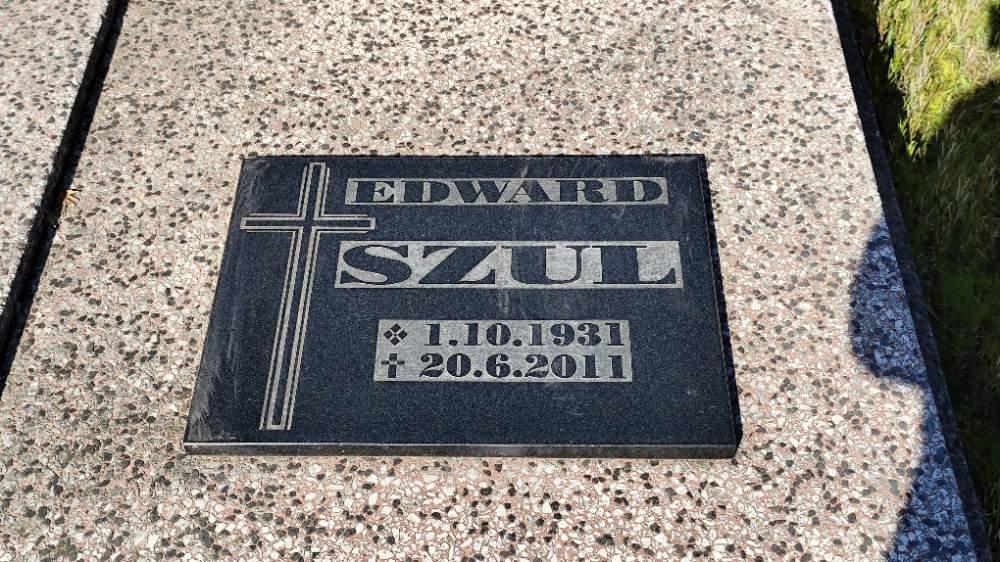 EDWARD
SZUL
❖ 1.10.1931
✝ 20.6.2011